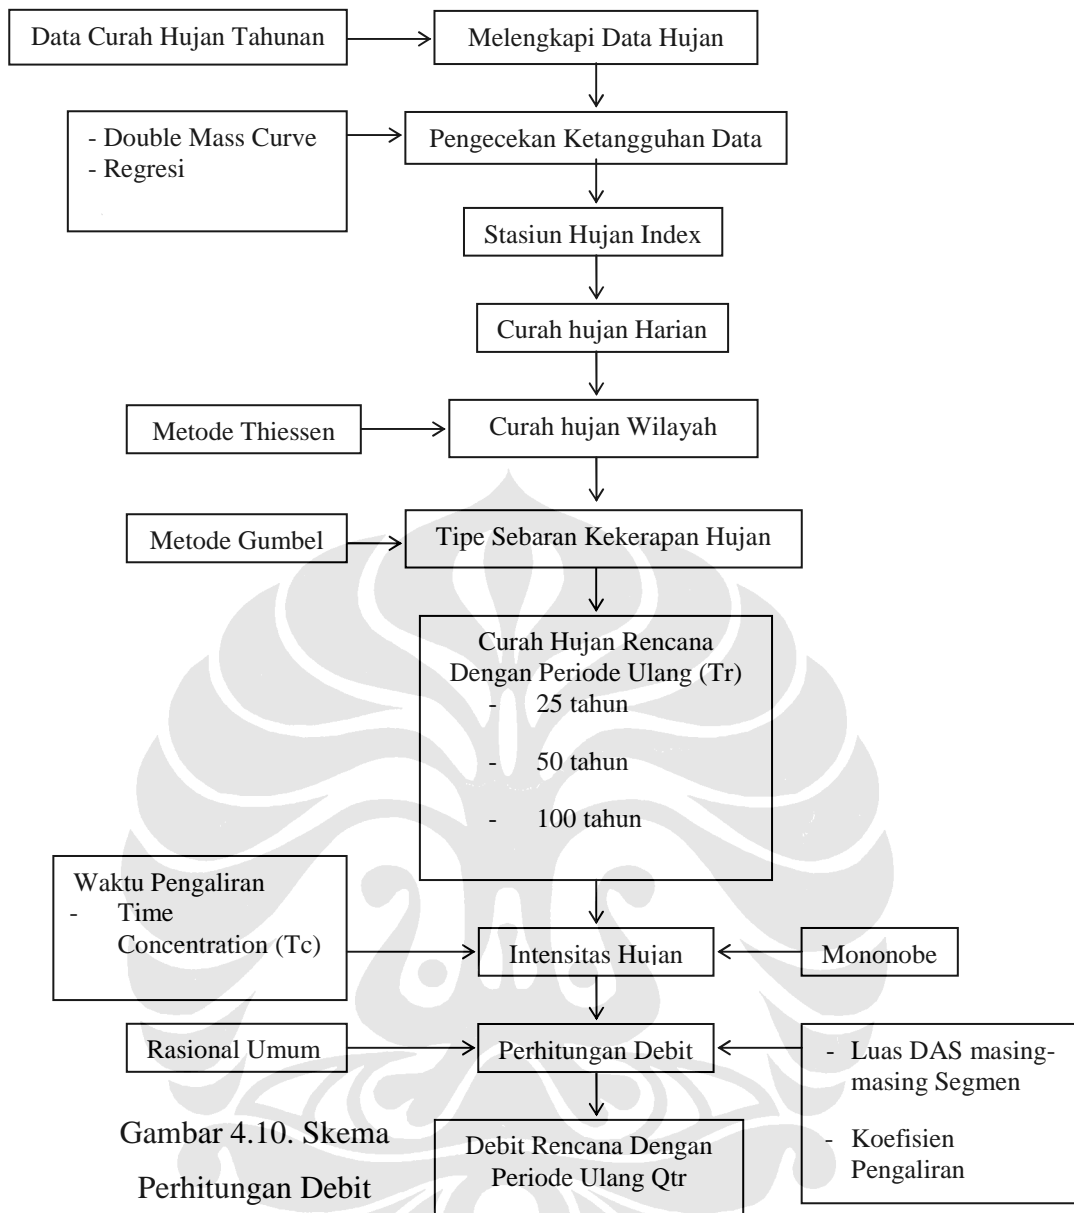 Data Curah Hujan Tahunan
Melengkapi Data Hujan
- Double Mass Curve
- Regresi
Pengecekan Ketangguhan Data
Stasiun Hujan Index
Curah hujan Harian
Metode Thiessen
Curah hujan Wilayah
Metode Gumbel
Tipe Sebaran Kekerapan Hujan
Curah Hujan Rencana
Dengan Periode Ulang (Tr)
- 25 tahun
- 50 tahun
- 100 tahun
Waktu Pengaliran
- Time
Concentration (Tc)
Intensitas Hujan
Mononobe
Rasional Umum
Perhitungan Debit
- Luas DAS masing-
masing Segmen
- Koefisien
Pengaliran
Debit Rencana Dengan
Periode Ulang Qtr
Gambar 4.10. Skema
Perhitungan Debit